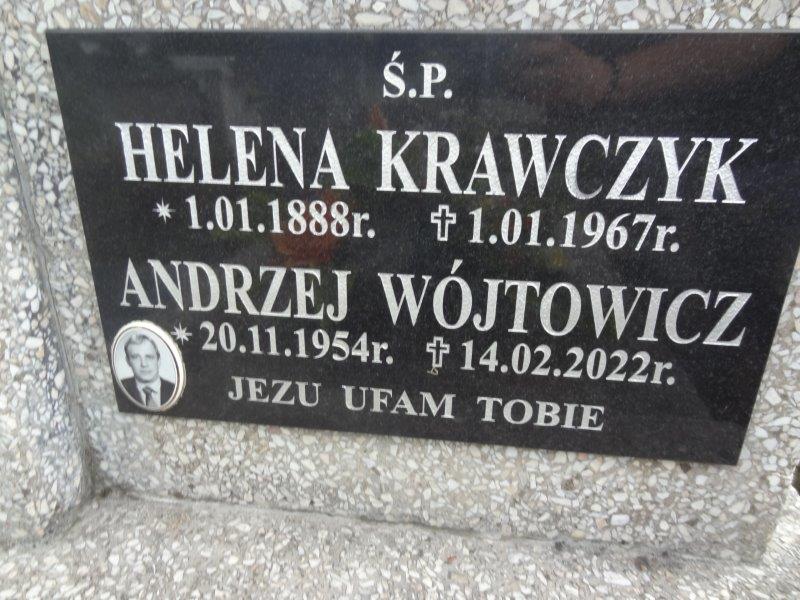 Ś.P.
HELENA KRAWCZYK
* 1.01.1888r. ✝ 1.01.1967r.
ANDRZEJ WÓJTOWICZ
* 20.11.1954r. ✝ 14.02.2022r.
JEZU UFAM TOBIE